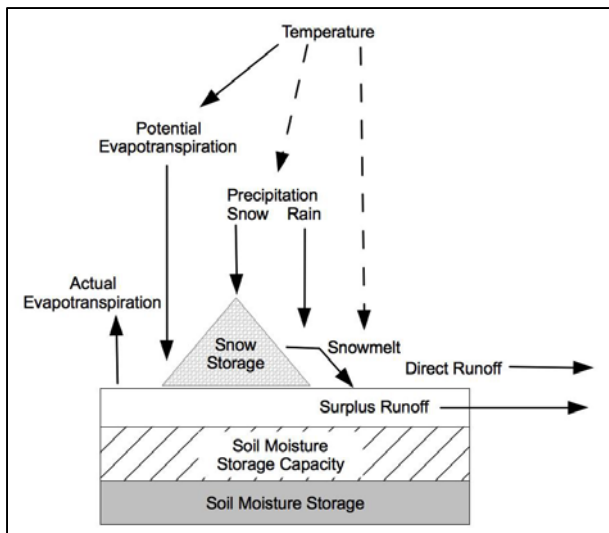 Temperature
Potential
Evapotranspiration
Precipitation
Snow Rain
Actual
Evapotranspiration
Snow
Storage
Snowmelt
Direct Runoff
Surplus Runoff
Soil Moisture
Storage Capacity
Soil Moisture Storage